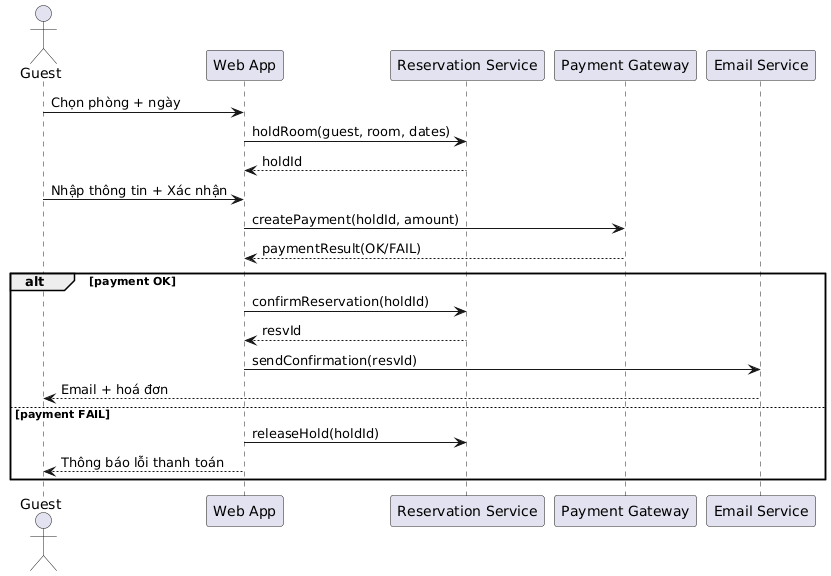 Guest
Web App
Reservation Service
Payment Gateway
Email Service
Chọn phòng + ngày
holdRoom(guest, room, dates)
holdId
Nhập thông tin + Xác nhận
createPayment(holdId, amount)
paymentResult(OK/FAIL)
alt
[payment OK]
confirmReservation(holdId)
resvId
sendConfirmation(resvId)
Email + hoá đơn
[payment FAIL]
releaseHold(holdId)
Thông báo lỗi thanh toán
Guest
Web App
Reservation Service
Payment Gateway
Email Service